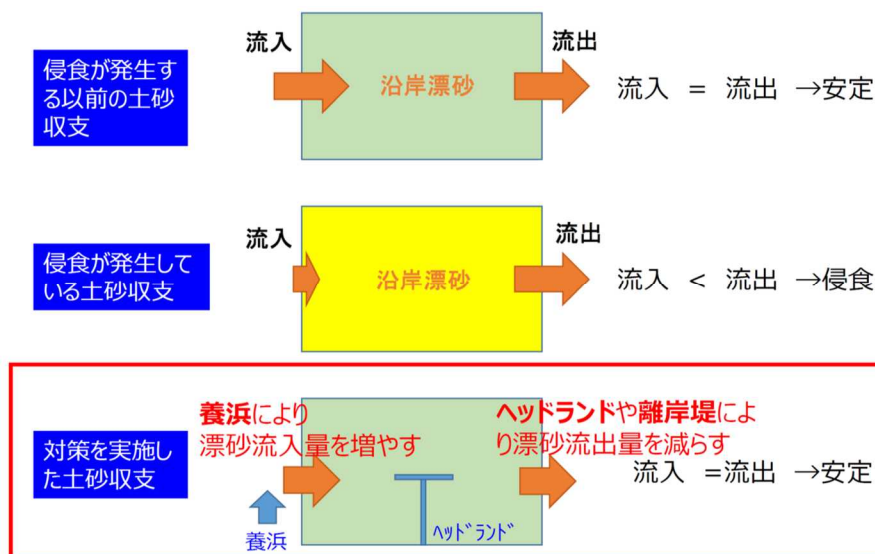 流入
流出
侵食が発生す
る以前の土砂
収支
沿岸漂砂
流入 = 流出 →安定
流入
流出
侵食が発生して
いる土砂収支
沿岸漂砂
流入 < 流出 →侵食
養浜により
漂砂流入量を増やす
ヘッドランドや離岸堤によ
り漂砂流出量を減らす
対策を実施し
た土砂収支
流入 =流出 →安定
養浜
ﾍｯﾄﾞﾗﾝﾄﾞ